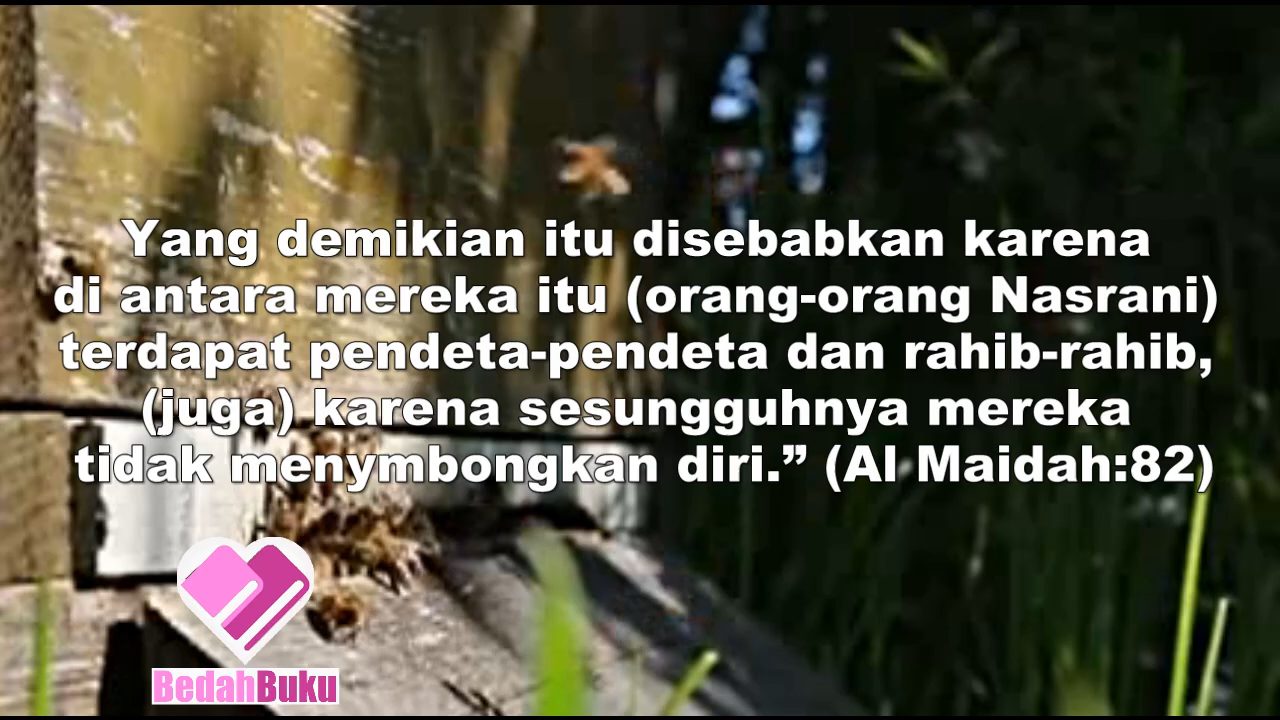 Yang demikian itu disebabkan karena
di antara mereka itu (orang-orang Nasrani)
terdapat pendeta-pendeta dan rahib-rahib,
(juga) karena sesungguhnya mereka
tidak menymbongkan diri.” (Al Maidah:82)
BedahBuku